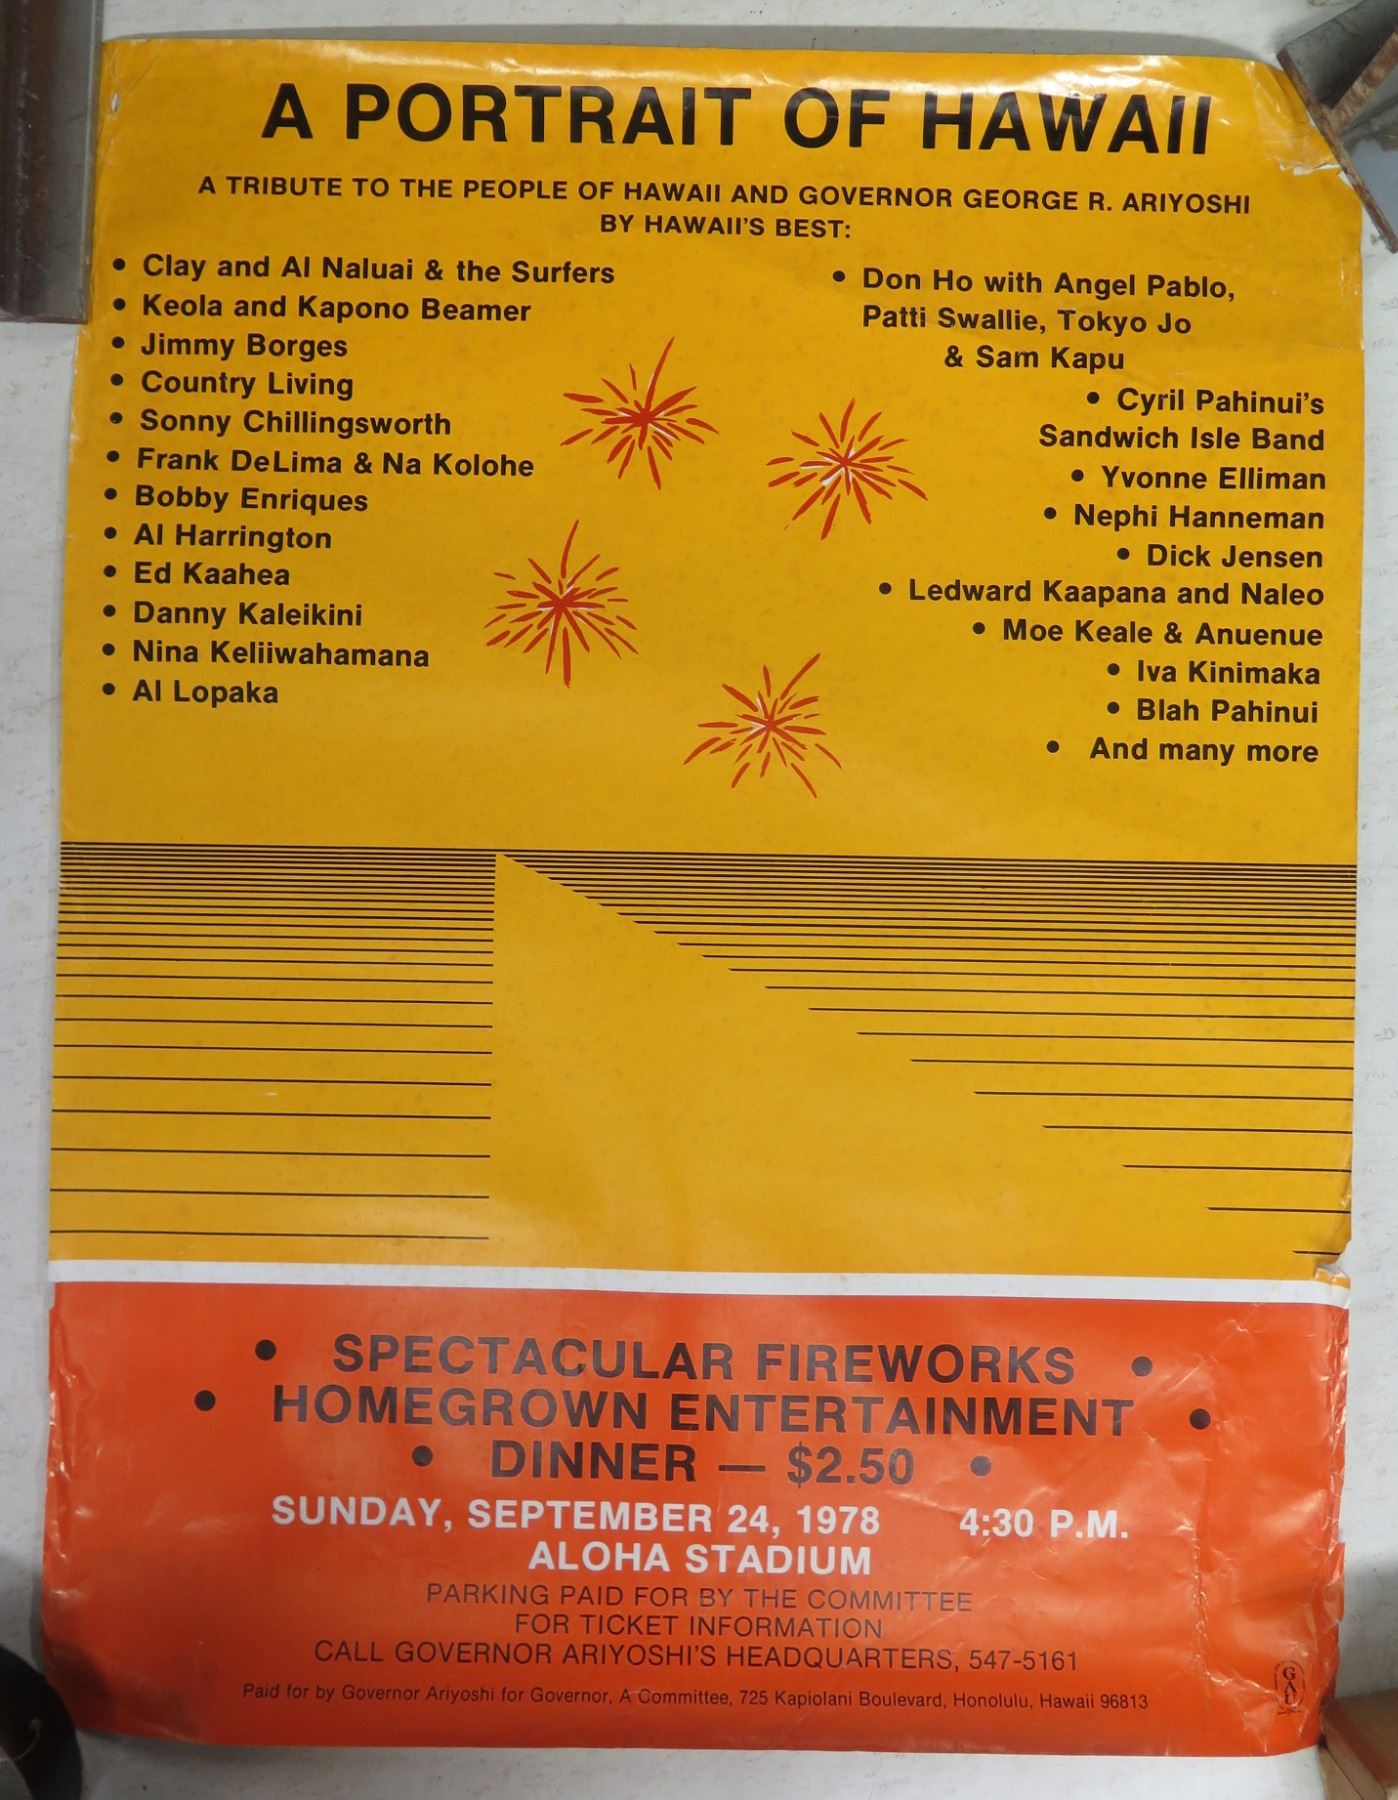 A PORTRAIT OF HAWAII
A TRIBUTE TO THE PEOPLE OF HAWAII AND GOVERNOR GEORGE R. ARIYOSHI
BY HAWAII'S BEST:
• Clay and Al Naluai & the Surfers
• Keola and Kapono Beamer
• Jimmy Borges
• Country Living
• Sonny Chillingsworth
• Frank DeLima & Na Kolohe
• Bobby Enriques
• Al Harrington
• Ed Kaahea
• Danny Kaleikini
• Nina Keliiwahamana
• Al Lopaka
• Don Ho with Angel Pablo,
Patti Swallie, Tokyo Jo
& Sam Kapu
• Cyril Pahinui's
Sandwich Isle Band
• Yvonne Elliman
• Nephi Hanneman
• Dick Jensen
• Ledward Kaapana and Naleo
• Moe Keale & Anuenue
• Iva Kinimaka
• Blah Pahinui
• And many more
• SPECTACULAR FIREWORKS •
• HOMEGROWN ENTERTAINMENT •
• DINNER — $2.50 •
SUNDAY, SEPTEMBER 24, 1978 4:30 P.M.
ALOHA STADIUM
PARKING PAID FOR BY THE COMMITTEE
FOR TICKET INFORMATION
CALL GOVERNOR ARIYOSHI'S HEADQUARTERS, 547-5161
Paid for by Governor Ariyoshi for Governor, A Committee, 725 Kapiolani Boulevard, Honolulu, Hawaii 96813
GAU